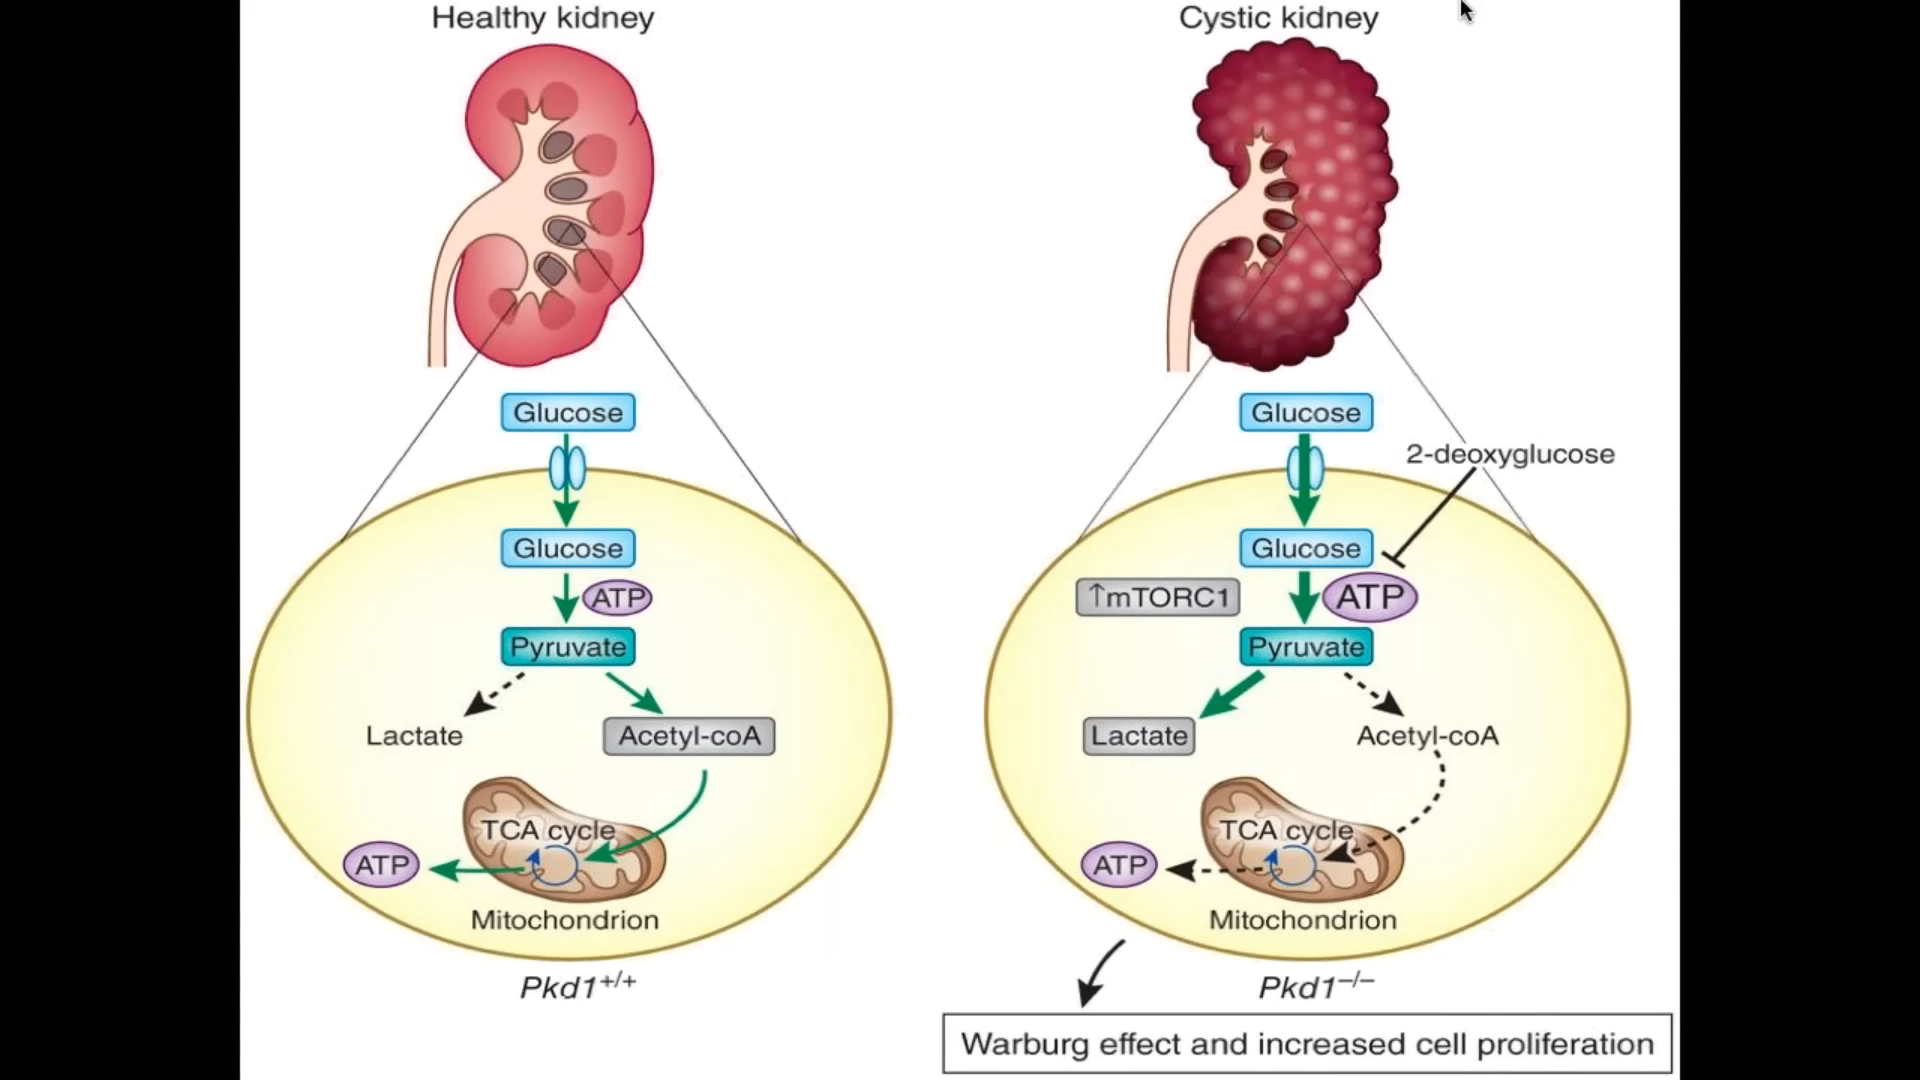 Healthy kidney
Glucose
Glucose
ATP
Pyruvate
Lactate
Acetyl-coA
TCA cycle
ATP
Mitochondrion
Pkd1+/+
Cystic kidney
Glucose
2-deoxyglucose
Glucose
↑mTORC1
ATP
Pyruvate
Lactate
Acetyl-coA
TCA cycle
ATP
Mitochondrion
Pkd1−/−
Warburg effect and increased cell proliferation